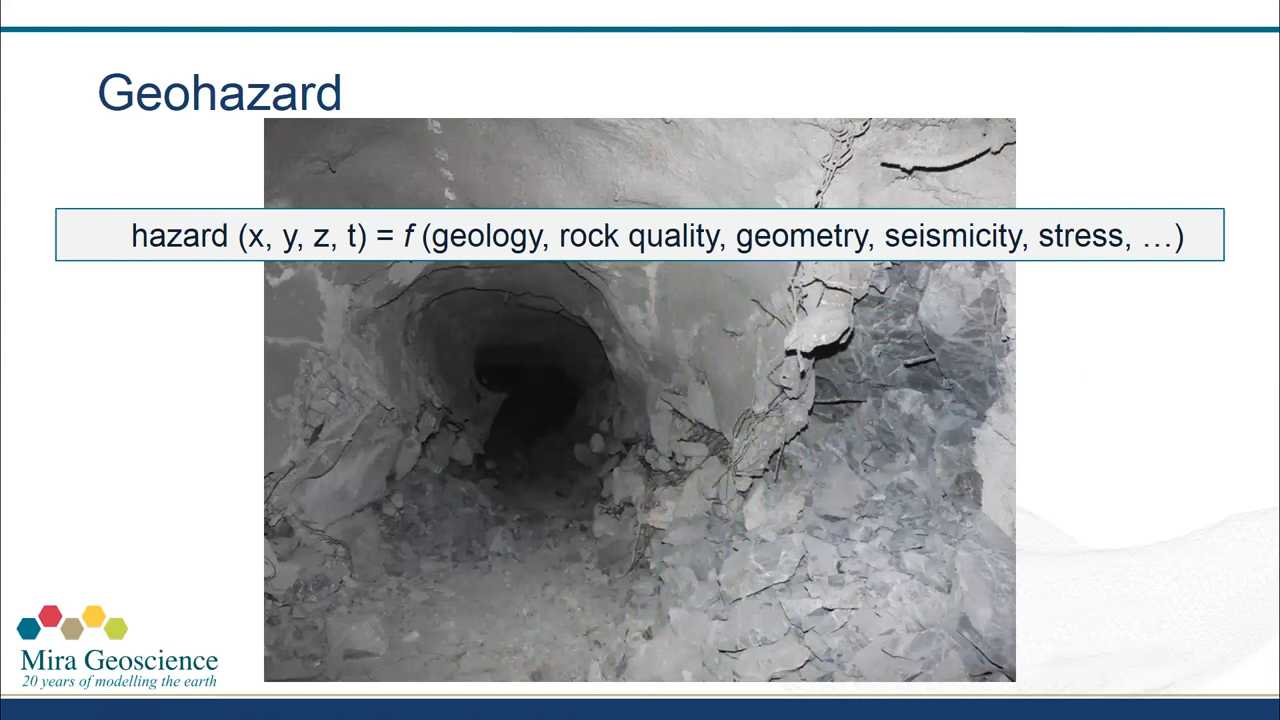 Geohazard
hazard (x, y, z, t) = f (geology, rock quality, geometry, seismicity, stress, …)
Mira Geoscience
20 years of modelling the earth